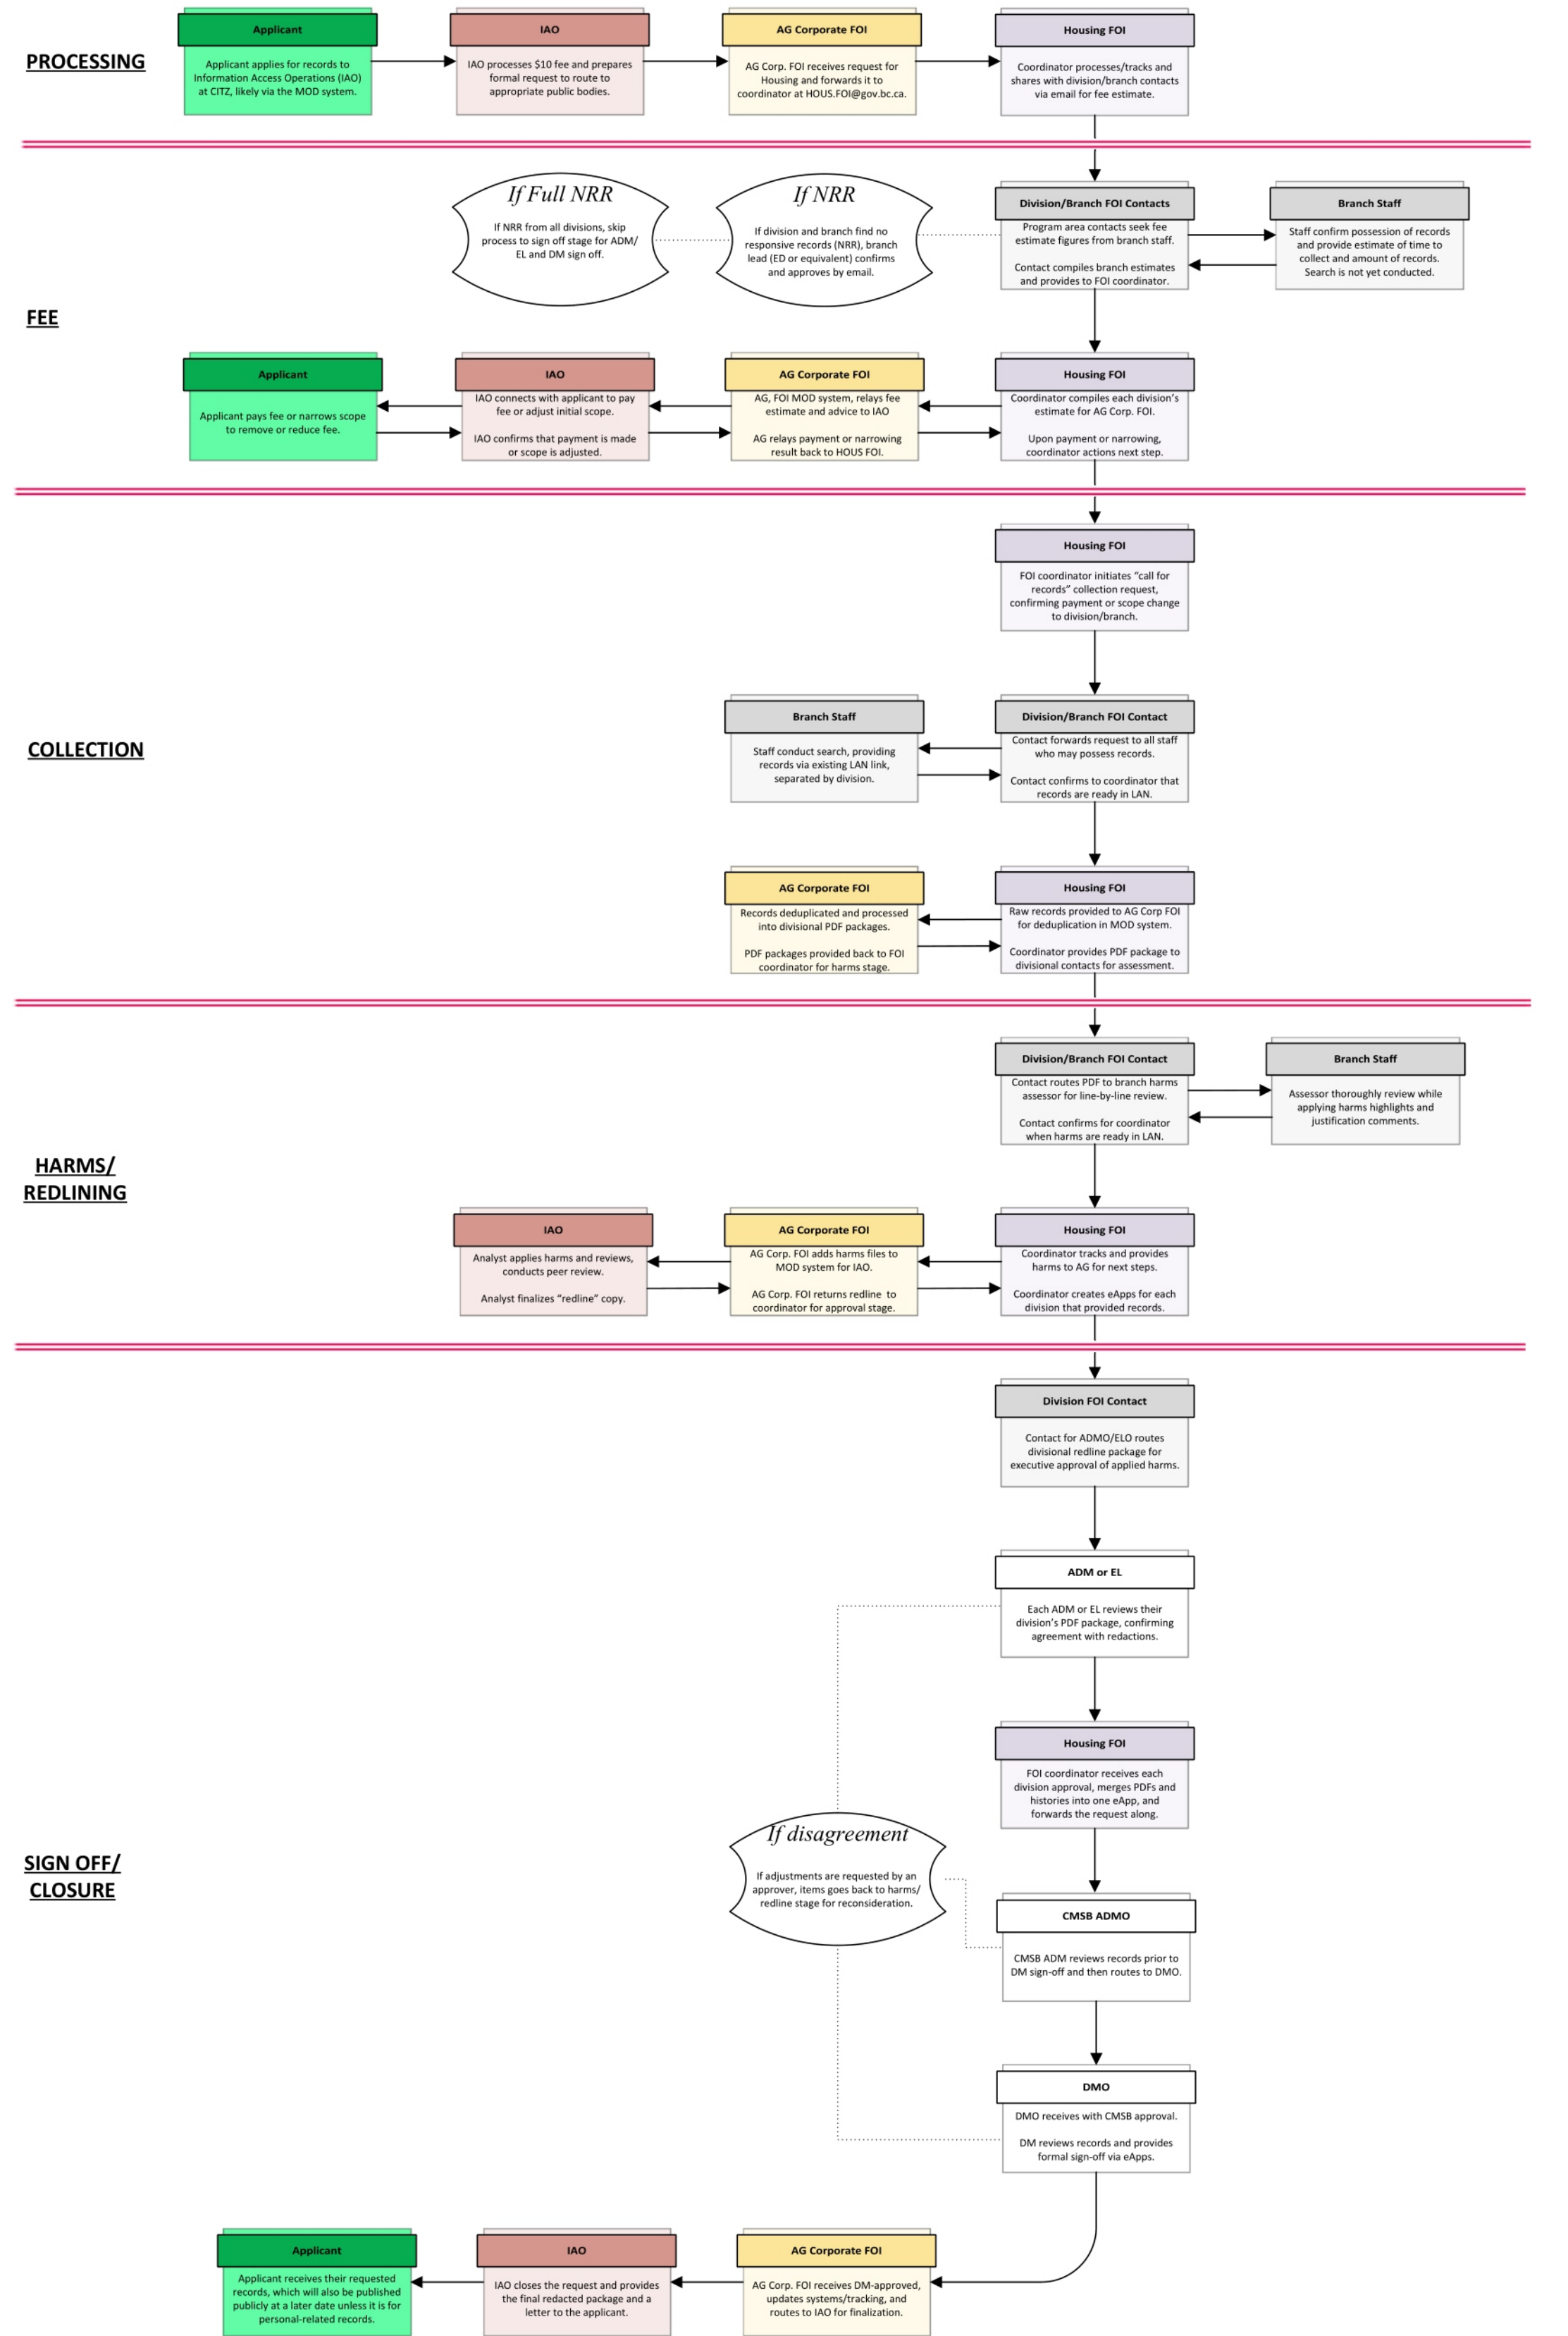 PROCESSING
Applicant
Applicant applies for records to
Information Access Operations (IAO)
at CITZ, likely via the MOD system.
IAO
IAO processes $10 fee and prepares
formal request to route to
appropriate public bodies.
AG Corporate FOI
AG Corp. FOI receives request for
Housing and forwards it to
coordinator at HOUS.FOI@gov.bc.ca.
Housing FOI
Coordinator processes/tracks and
shares with division/branch contacts
via email for fee estimate.
FEE
If Full NRR
If NRR from all divisions, skip
process to sign off stage for ADM/
EL and DM sign off.
If NRR
If division and branch find no
responsive records (NRR), branch
lead (ED or equivalent) confirms
and approves by email.
Division/Branch FOI Contacts
Program area contacts seek fee
estimate figures from branch staff.
Contact compiles branch estimates
and provides to FOI coordinator.
Branch Staff
Staff confirm possession of records
and provide estimate of time to
collect and amount of records.
Search is not yet conducted.
Applicant
Applicant pays fee or narrows scope
to remove or reduce fee.
IAO
IAO connects with applicant to pay
fee or adjust initial scope.
IAO confirms that payment is made
or scope is adjusted.
AG Corporate FOI
AG, FOI MOD system, relays fee
estimate and advice to IAO
AG relays payment or narrowing
result back to HOUS FOI.
Housing FOI
Coordinator compiles each division's
estimate for AG Corp. FOI.
Upon payment or narrowing,
coordinator actions next step.
COLLECTION
Housing FOI
FOI coordinator initiates “call for
records” collection request,
confirming payment or scope change
to division/branch.
Branch Staff
Staff conduct search, providing
records via existing LAN link,
separated by division.
Division/Branch FOI Contact
Contact forwards request to all staff
who may possess records.
Contact confirms to coordinator that
records are ready in LAN.
AG Corporate FOI
Records deduplicated and processed
into divisional PDF packages.
PDF packages provided back to FOI
coordinator for harms stage.
Housing FOI
Raw records provided to AG Corp FOI
for deduplication in MOD system.
Coordinator provides PDF package to
divisional contacts for assessment.
HARMS/
REDLINING
Division/Branch FOI Contact
Contact routes PDF to branch harms
assessor for line-by-line review.
Contact confirms for coordinator
when harms are ready in LAN.
Branch Staff
Assessor thoroughly review while
applying harms highlights and
justification comments.
IAO
Analyst applies harms and reviews,
conducts peer review.
Analyst finalizes “redline” copy.
AG Corporate FOI
AG Corp. FOI adds harms files to
MOD system for IAO.
AG Corp. FOI returns redline to
coordinator for approval stage.
Housing FOI
Coordinator tracks and provides
harms to AG for next steps.
Coordinator creates eApps for each
division that provided records.
SIGN OFF/
CLOSURE
Division FOI Contact
Contact for ADMO/ELO routes
divisional redline package for
executive approval of applied harms.
ADM or EL
Each ADM or EL reviews their
division's PDF package, confirming
agreement with redactions.
Housing FOI
FOI coordinator receives each
division approval, merges PDFs and
histories into one eApp, and
forwards the request along.
If disagreement
If adjustments are requested by an
approver, items goes back to harms/
redline stage for reconsideration.
CMSB ADMO
CMSB ADM reviews records prior to
DM sign-off and then routes to DMO.
DMO
DMO receives with CMSB approval.
DM reviews records and provides
formal sign-off via eApps.
Applicant
Applicant receives their requested
records, which will also be published
publicly at a later date unless it is for
personal-related records.
IAO
IAO closes the request and provides
the final redacted package and a
letter to the applicant.
AG Corporate FOI
AG Corp. FOI receives DM-approved,
updates systems/tracking, and
routes to IAO for finalization.